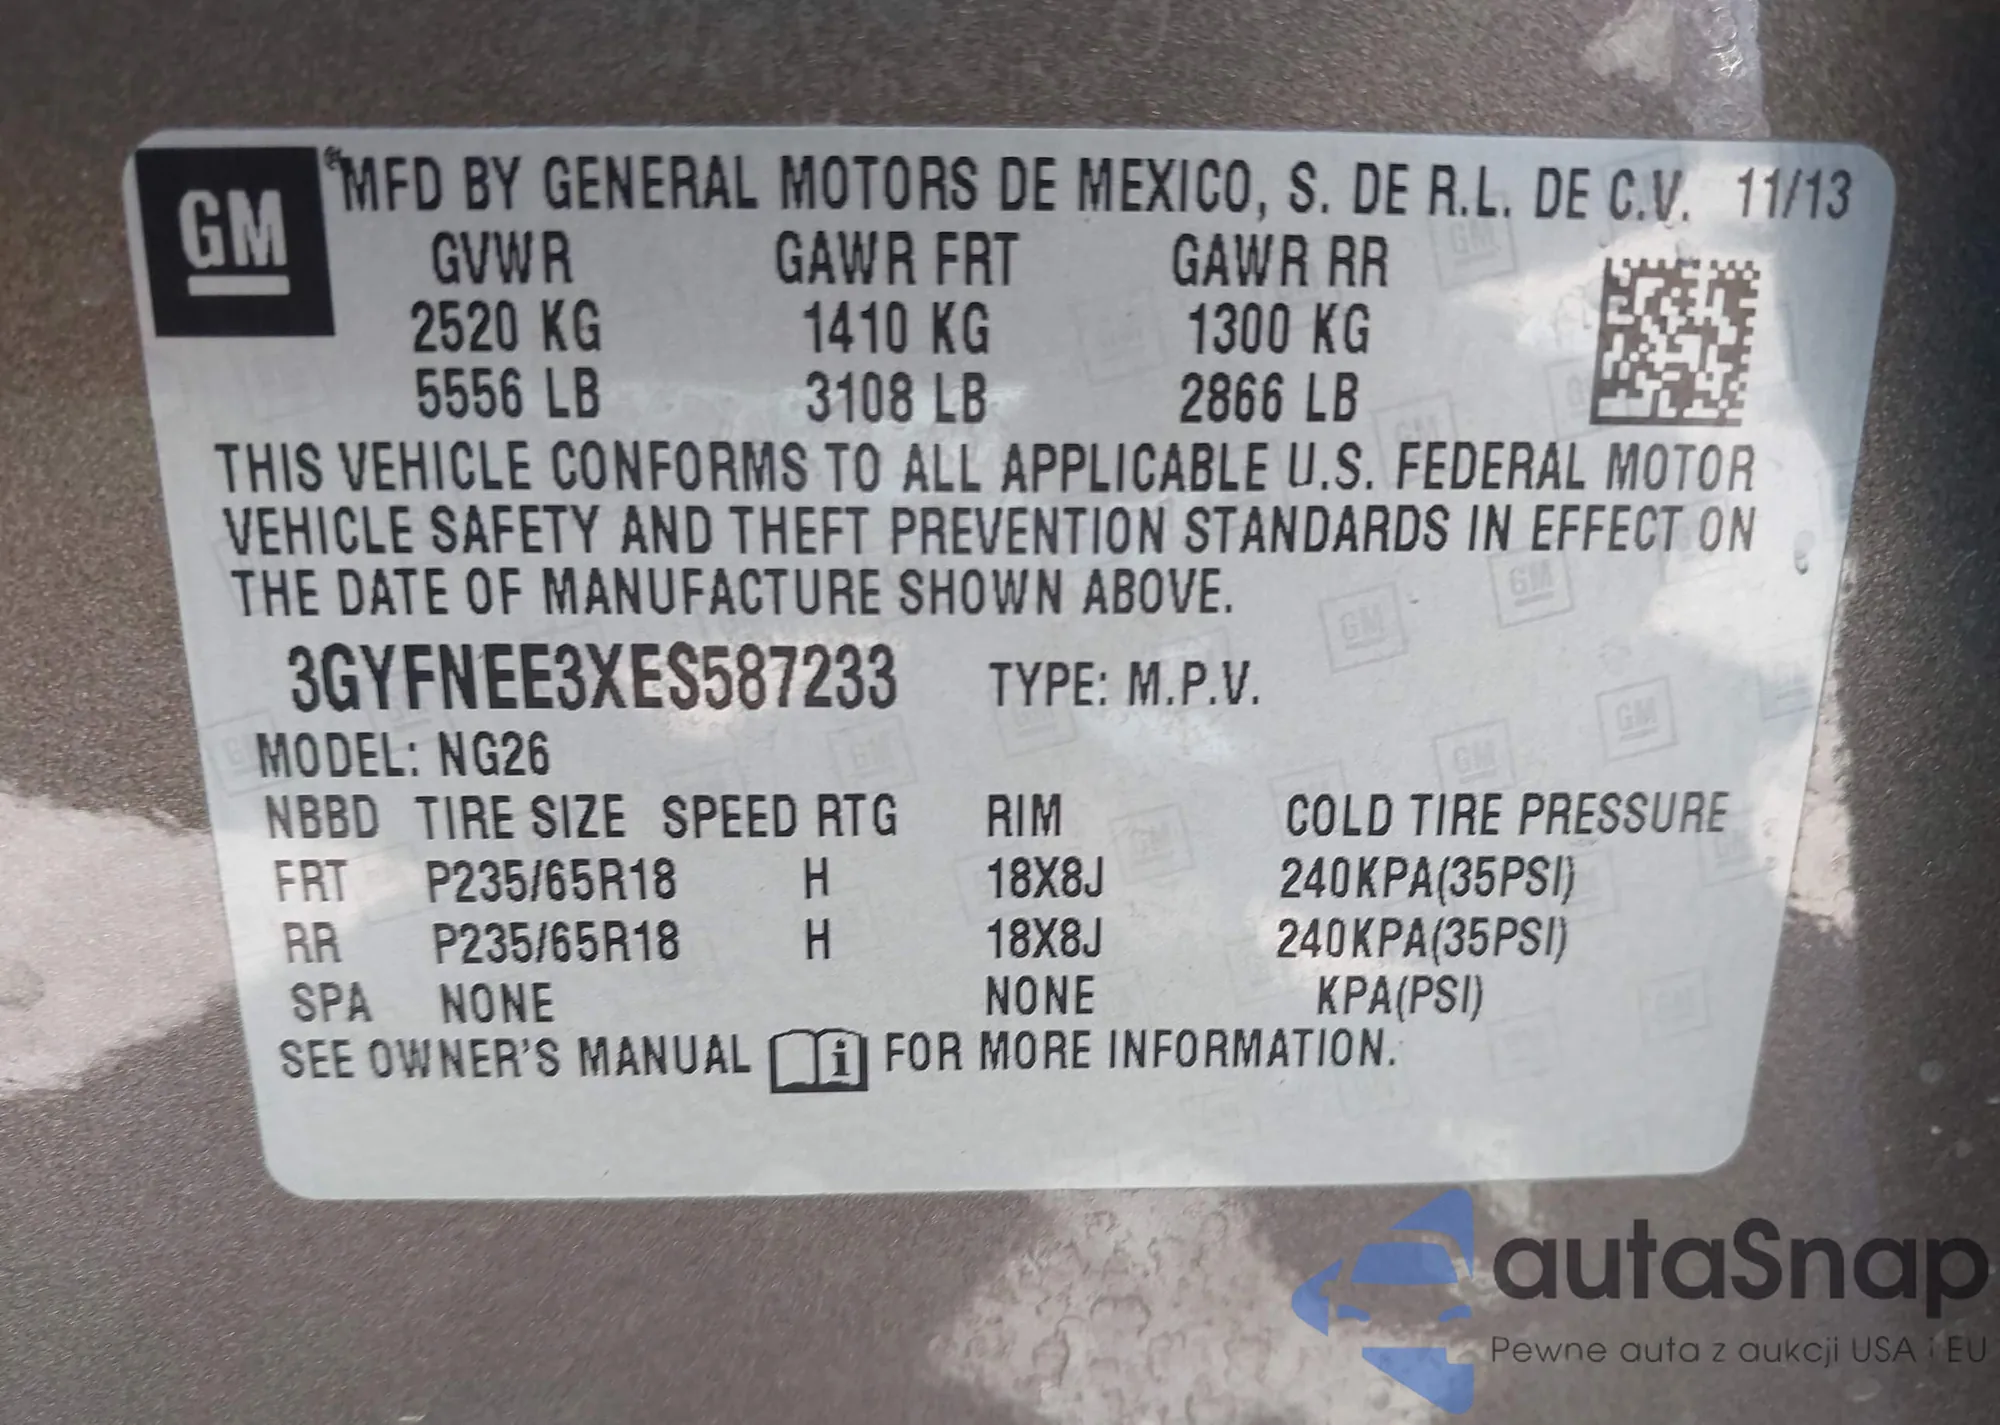 GM
MFD BY GENERAL MOTORS DE MEXICO, S. DE R.L. DE C.V. 11/13
GVWR GAWR FRT GAWR RR
2520 KG 1410 KG 1300 KG
5556 LB 3108 LB 2866 LB
THIS VEHICLE CONFORMS TO ALL APPLICABLE U.S. FEDERAL MOTOR
VEHICLE SAFETY AND THEFT PREVENTION STANDARDS IN EFFECT ON
THE DATE OF MANUFACTURE SHOWN ABOVE.
3GYFNEE3XES587233 TYPE: M.P.V.
MODEL: NG26
NBBD TIRE SIZE SPEED RTG RIM COLD TIRE PRESSURE
FRT P235/65R18 H 18X8J 240KPA(35PSI)
RR P235/65R18 H 18X8J 240KPA(35PSI)
SPA NONE NONE KPA(PSI)
SEE OWNER'S MANUAL i FOR MORE INFORMATION.
autaSnap
Pewne auta z aukcji USA i EU